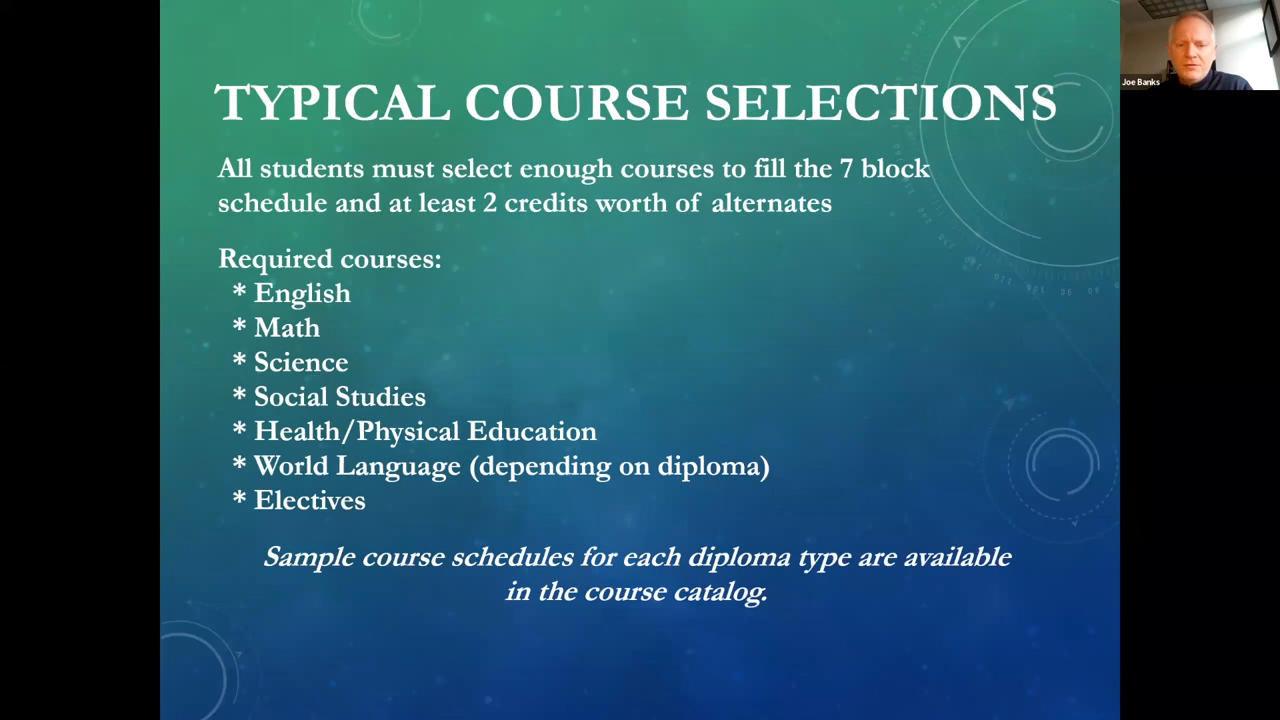 TYPICAL COURSE SELECTIONS
All students must select enough courses to fill the 7 block
schedule and at least 2 credits worth of alternates
Required courses:
* English
* Math
* Science
* Social Studies
* Health/Physical Education
* World Language (depending on diploma)
* Electives
Sample course schedules for each diploma type are available
in the course catalog.
Joe Banks